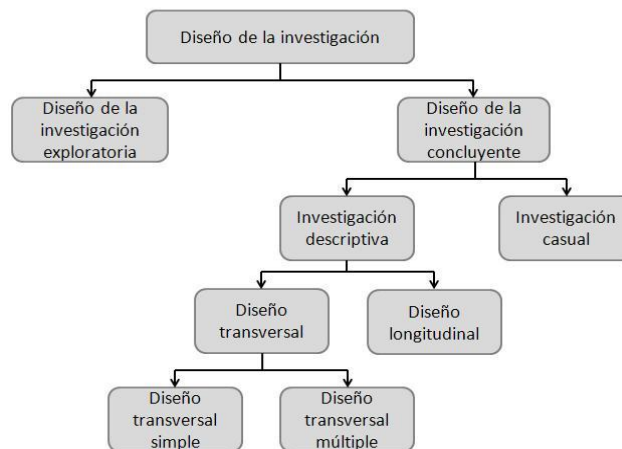 Diseño de la investigación
Diseño de la
investigación
exploratoria
Diseño de la
investigación
concluyente
Investigación
descriptiva
Investigación
casual
Diseño
transversal
Diseño
longitudinal
Diseño
transversal
simple
Diseño
transversal
múltiple